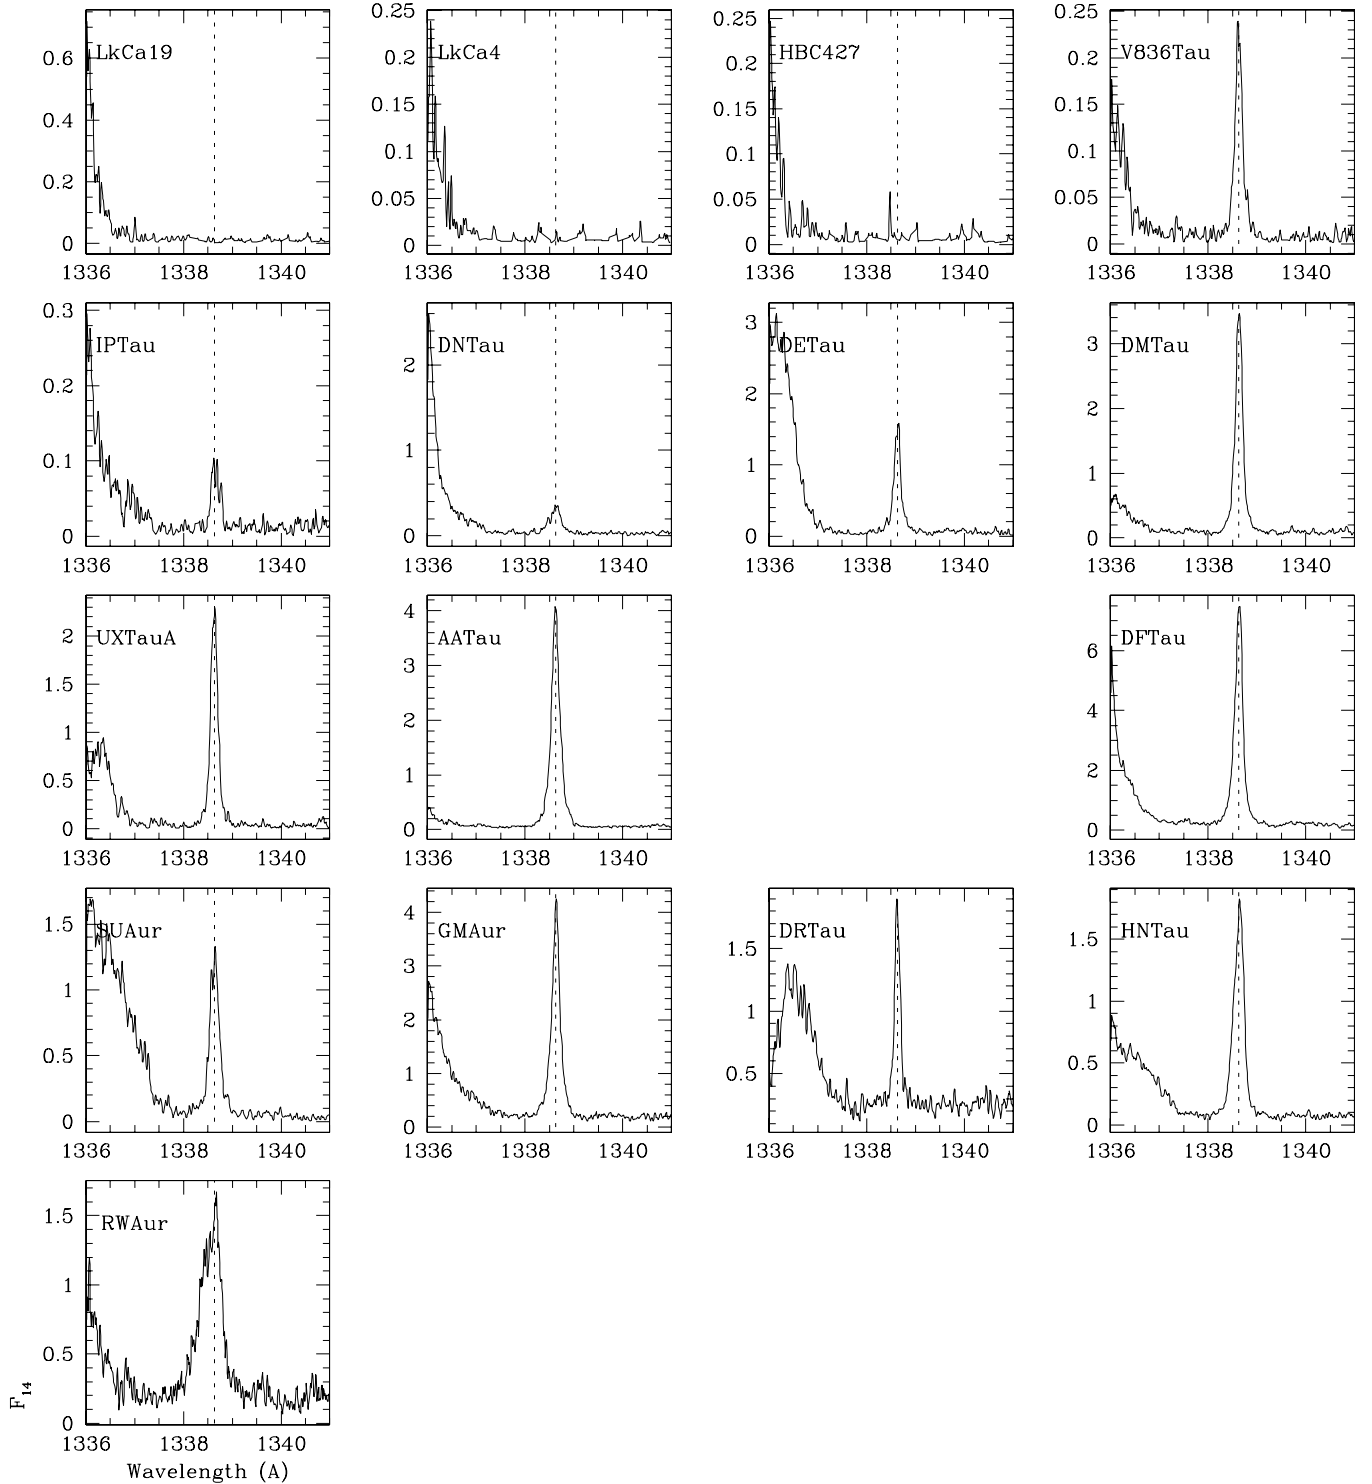 LkCa19 LkCa4 HBC427 V836Tau
0.6 0.25 0.25 0.25
0.2 0.2 0.2
0.4 0.15 0.15 0.15
0.1 0.1 0.1
0.2 0.05 0.05 0.05
0 0 0 0
1336 1338 1340 1336 1338 1340 1336 1338 1340 1336 1338 1340
IPTau DNTau DETau DMTau
0.3 2 3 3
0.2 1 2 2
0.1 0 1 1
0 0 0
1336 1338 1340 1336 1338 1340 1336 1338 1340 1336 1338 1340
UXTauA AATau DFTau
2 4 6
1.5 3 4
1 2 2
0.5 1 0
0 0
1336 1338 1340 1336 1338 1340 1336 1338 1340
SUAur GMAur DRTau HNTau
1.5 4 1.5 1.5
1 3 1 1
0.5 2 0.5 0.5
0 1 0
0
1336 1338 1340 1336 1338 1340 1336 1338 1340 1336 1338 1340
RWAur
1.5
1
0.5
0
F14
1336 1338 1340
Wavelength (A)